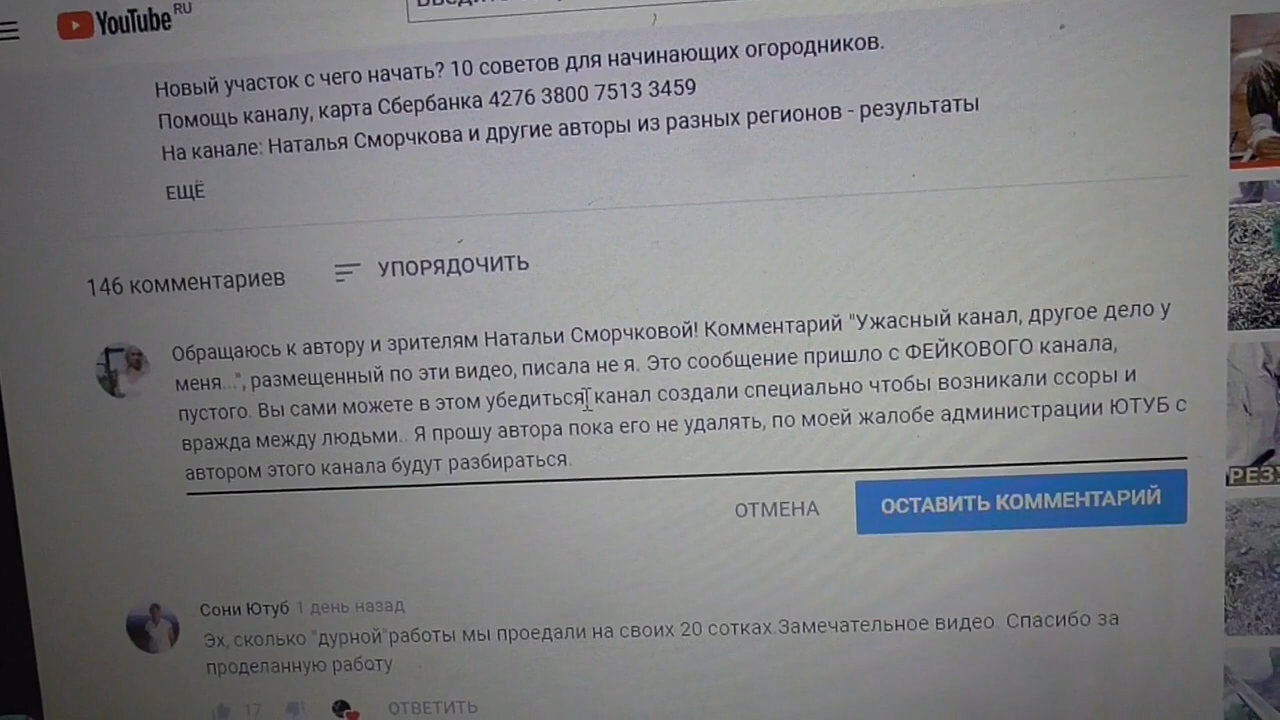 YouTube RU
Новый участок с чего начать? 10 советов для начинающих огородников.
Помощь каналу, карта Сбербанка 4276 3800 7513 3459
На канале: Наталья Сморчкова и другие авторы из разных регионов - результаты
ЕЩЁ
146 комментариев УПОРЯДОЧИТЬ
Обращаюсь к автору и зрителям Натальи Сморчковой! Комментарий "Ужасный канал, другое дело у
меня...", размещенный по эти видео, писала не я. Это сообщение пришло с ФЕЙКОВОГО канала,
пустого. Вы сами можете в этом убедиться, канал создали специально чтобы возникали ссоры и
вражда между людьми.. Я прошу автора пока его не удалять, по моей жалобе администрации ЮТУБ с
автором этого канала будут разбираться.
ОТМЕНА ОСТАВИТЬ КОММЕНТАРИЙ
РЕЗ
Сони Ютуб 1 день назад
Эх, сколько "дурной"работы мы проедали на своих 20 сотках.Замечательное видео. Спасибо за
проделанную работу
17 ОТВЕТИТЬ